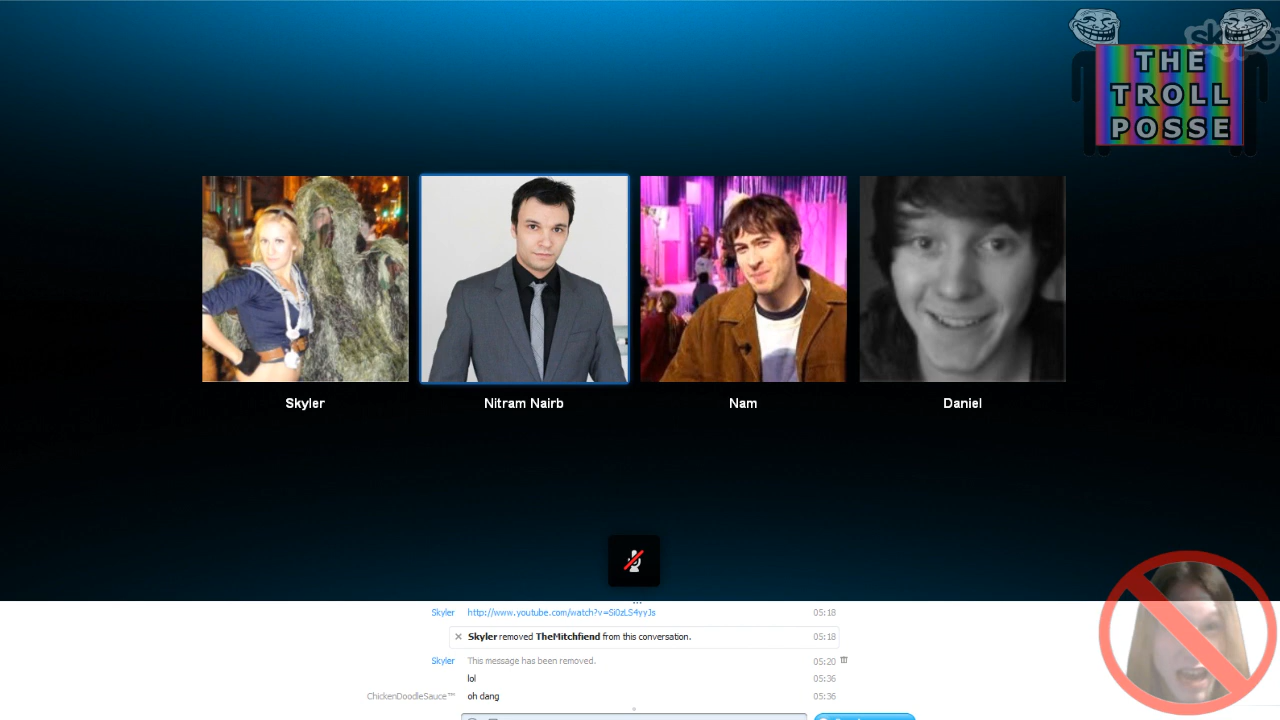 skype
THE
TROLL
POSSE
Skyler
Nitram Nairb
Nam
Daniel
Skyler http://www.youtube.com/watch?v=Si0zLS4yyJs 05:18
Skyler removed TheMitchfiend from this conversation. 05:18
Skyler This message has been removed. 05:20
lol 05:36
ChickenDoodleSauce™ oh dang 05:36